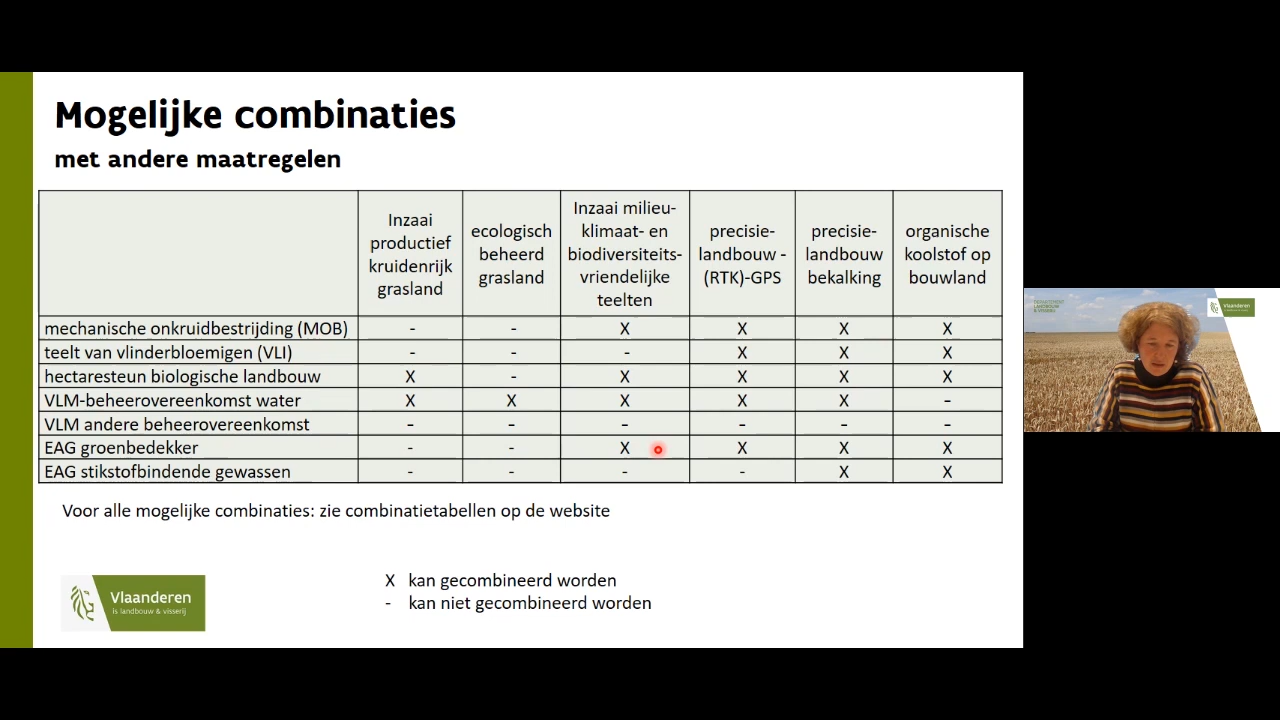 Mogelijke combinaties
met andere maatregelen
Inzaai
productief
kruidenrijk
grasland
ecologisch
beheerd
grasland
Inzaai milieu-
klimaat- en
biodiversiteits-
vriendelijke
teelten
precisie-
landbouw -
(RTK)-GPS
precisie-
landbouw
bekalking
organische
koolstof op
bouwland
mechanische onkruidbestrijding (MOB) - - X X X X
teelt van vlinderbloemigen (VLI) - - - X X X
hectaresteun biologische landbouw X - X X X X
VLM-beheerovereenkomst water X X X X X -
VLM andere beheerovereenkomst - - - - - -
EAG groenbedekker - - X X X X
EAG stikstofbindende gewassen - - - - X X
Voor alle mogelijke combinaties: zie combinatietabellen op de website
X kan gecombineerd worden
- kan niet gecombineerd worden
Vlaanderen
is landbouw & visserij
DEPARTEMENT
LANDBOUW
& VISSERIJ
Vlaanderen